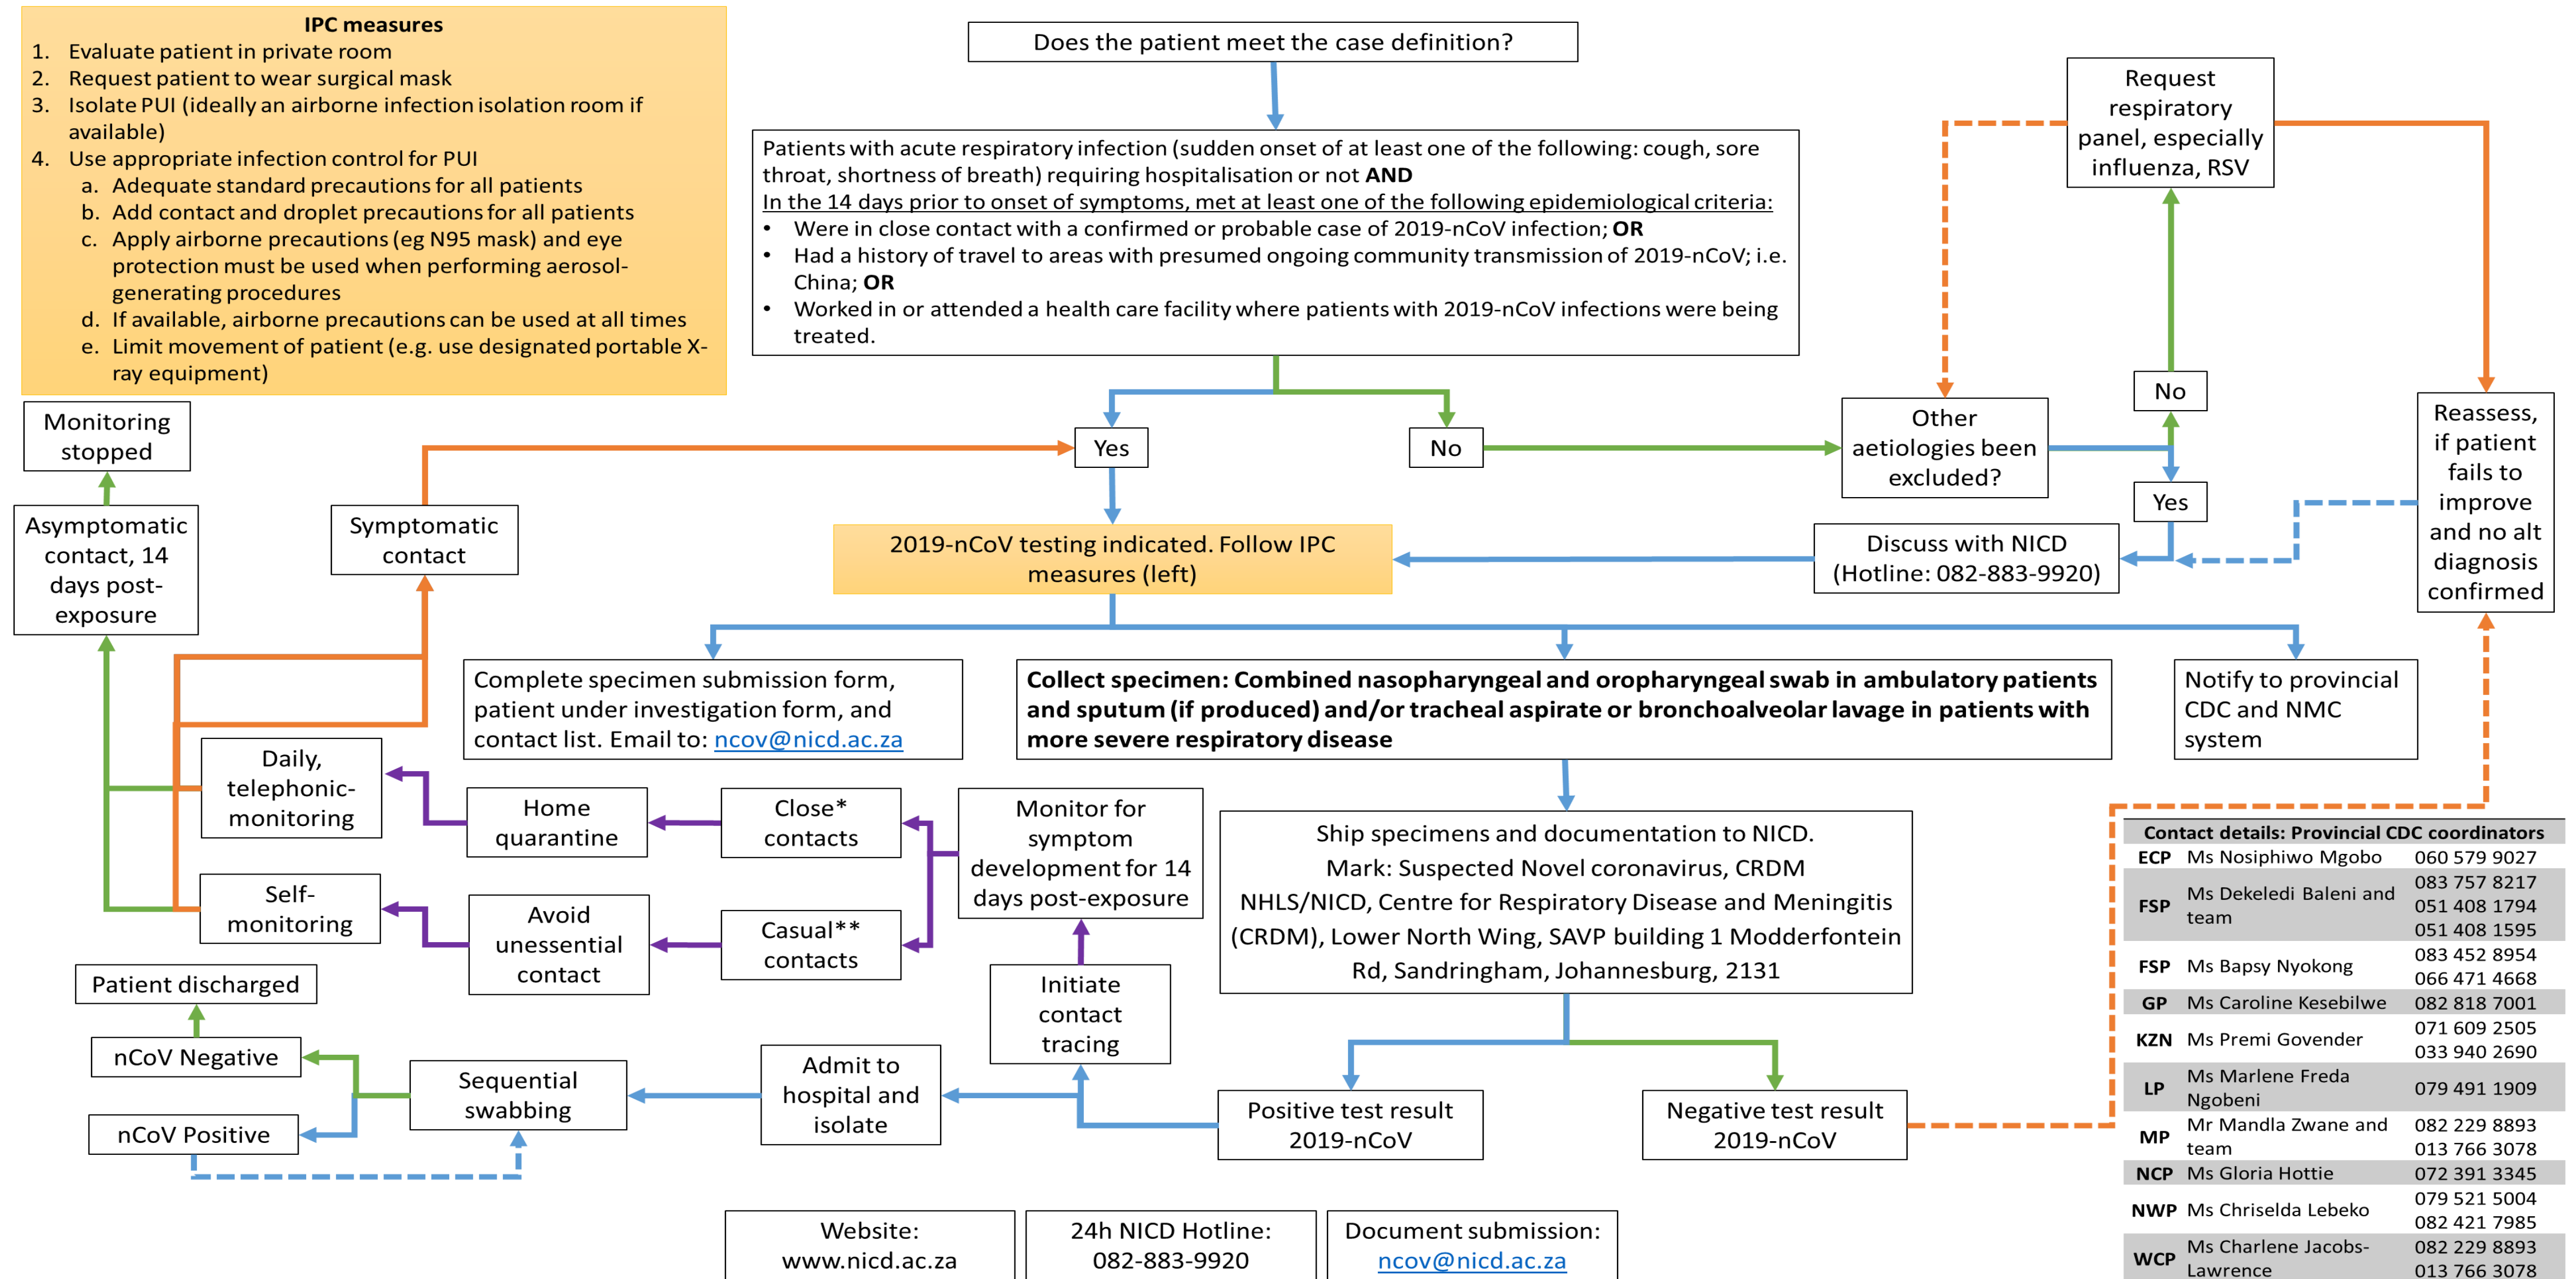 IPC measures
1. Evaluate patient in private room
2. Request patient to wear surgical mask
3. Isolate PUI (ideally an airborne infection isolation room if
available)
4. Use appropriate infection control for PUI
a. Adequate standard precautions for all patients
b. Add contact and droplet precautions for all patients
c. Apply airborne precautions (eg N95 mask) and eye
protection must be used when performing aerosol-
generating procedures
d. If available, airborne precautions can be used at all times
e. Limit movement of patient (e.g. use designated portable X-
ray equipment)
Does the patient meet the case definition?
Patients with acute respiratory infection (sudden onset of at least one of the following: cough, sore
throat, shortness of breath) requiring hospitalisation or not AND
In the 14 days prior to onset of symptoms, met at least one of the following epidemiological criteria:
• Were in close contact with a confirmed or probable case of 2019-nCoV infection; OR
• Had a history of travel to areas with presumed ongoing community transmission of 2019-nCoV; i.e.
China; OR
• Worked in or attended a health care facility where patients with 2019-nCoV infections were being
treated.
Request
respiratory
panel, especially
influenza, RSV
No
Yes
No
Other
aetiologies been
excluded?
Yes
Reassess,
if patient
fails to
improve
and no alt
diagnosis
confirmed
Monitoring
stopped
Asymptomatic
contact, 14
days post-
exposure
Symptomatic
contact
2019-nCoV testing indicated. Follow IPC
measures (left)
Discuss with NICD
(Hotline: 082-883-9920)
Complete specimen submission form,
patient under investigation form, and
contact list. Email to: ncov@nicd.ac.za
Collect specimen: Combined nasopharyngeal and oropharyngeal swab in ambulatory patients
and sputum (if produced) and/or tracheal aspirate or bronchoalveolar lavage in patients with
more severe respiratory disease
Notify to provincial
CDC and NMC
system
Daily,
telephonic-
monitoring
Home
quarantine
Close*
contacts
Monitor for
symptom
development for 14
days post-exposure
Self-
monitoring
Avoid
unessential
contact
Casual**
contacts
Ship specimens and documentation to NICD.
Mark: Suspected Novel coronavirus, CRDM
NHLS/NICD, Centre for Respiratory Disease and Meningitis
(CRDM), Lower North Wing, SAVP building 1 Modderfontein
Rd, Sandringham, Johannesburg, 2131
Patient discharged
nCoV Negative
nCoV Positive
Sequential
swabbing
Admit to
hospital and
isolate
Initiate
contact
tracing
Positive test result
2019-nCoV
Negative test result
2019-nCoV
Contact details: Provincial CDC coordinators
ECP Ms Nosiphiwo Mgobo 060 579 9027
FSP Ms Dekeledi Baleni and
team 083 757 8217
051 408 1794
051 408 1595
FSP Ms Bapsy Nyokong 083 452 8954
066 471 4668
GP Ms Caroline Kesebilwe 082 818 7001
KZN Ms Premi Govender 071 609 2505
033 940 2690
LP Ms Marlene Freda
Ngobeni 079 491 1909
MP Mr Mandla Zwane and
team 082 229 8893
013 766 3078
NCP Ms Gloria Hottie 072 391 3345
NWP Ms Chriselda Lebeko 079 521 5004
082 421 7985
WCP Ms Charlene Jacobs-
Lawrence 082 229 8893
013 766 3078
Website:
www.nicd.ac.za
24h NICD Hotline:
082-883-9920
Document submission:
ncov@nicd.ac.za